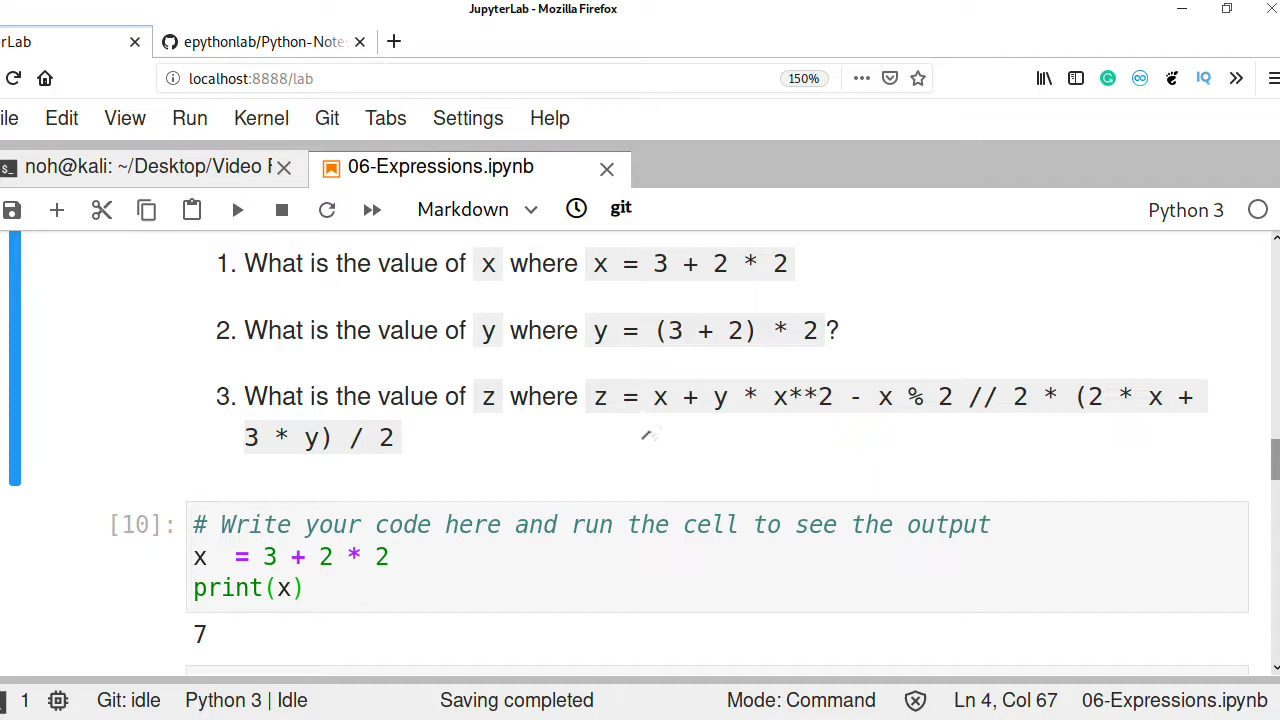 JupyterLab - Mozilla Firefox
rLab
epythonlab/Python-Note
localhost:8888/lab
150%
IQ
ile Edit View Run Kernel Git Tabs Settings Help
noh@kali: ~/Desktop/Video F
06-Expressions.ipynb
Markdown
git
Python 3
1. What is the value of x where x = 3 + 2 * 2
2. What is the value of y where y = (3 + 2) * 2?
3. What is the value of z where z = x + y * x**2 - x % 2 // 2 * (2 * x +
3 * y) / 2
[10]: # Write your code here and run the cell to see the output
x = 3 + 2 * 2
print(x)
7
1 Git: idle Python 3 | Idle Saving completed Mode: Command Ln 4, Col 67 06-Expressions.ipynb